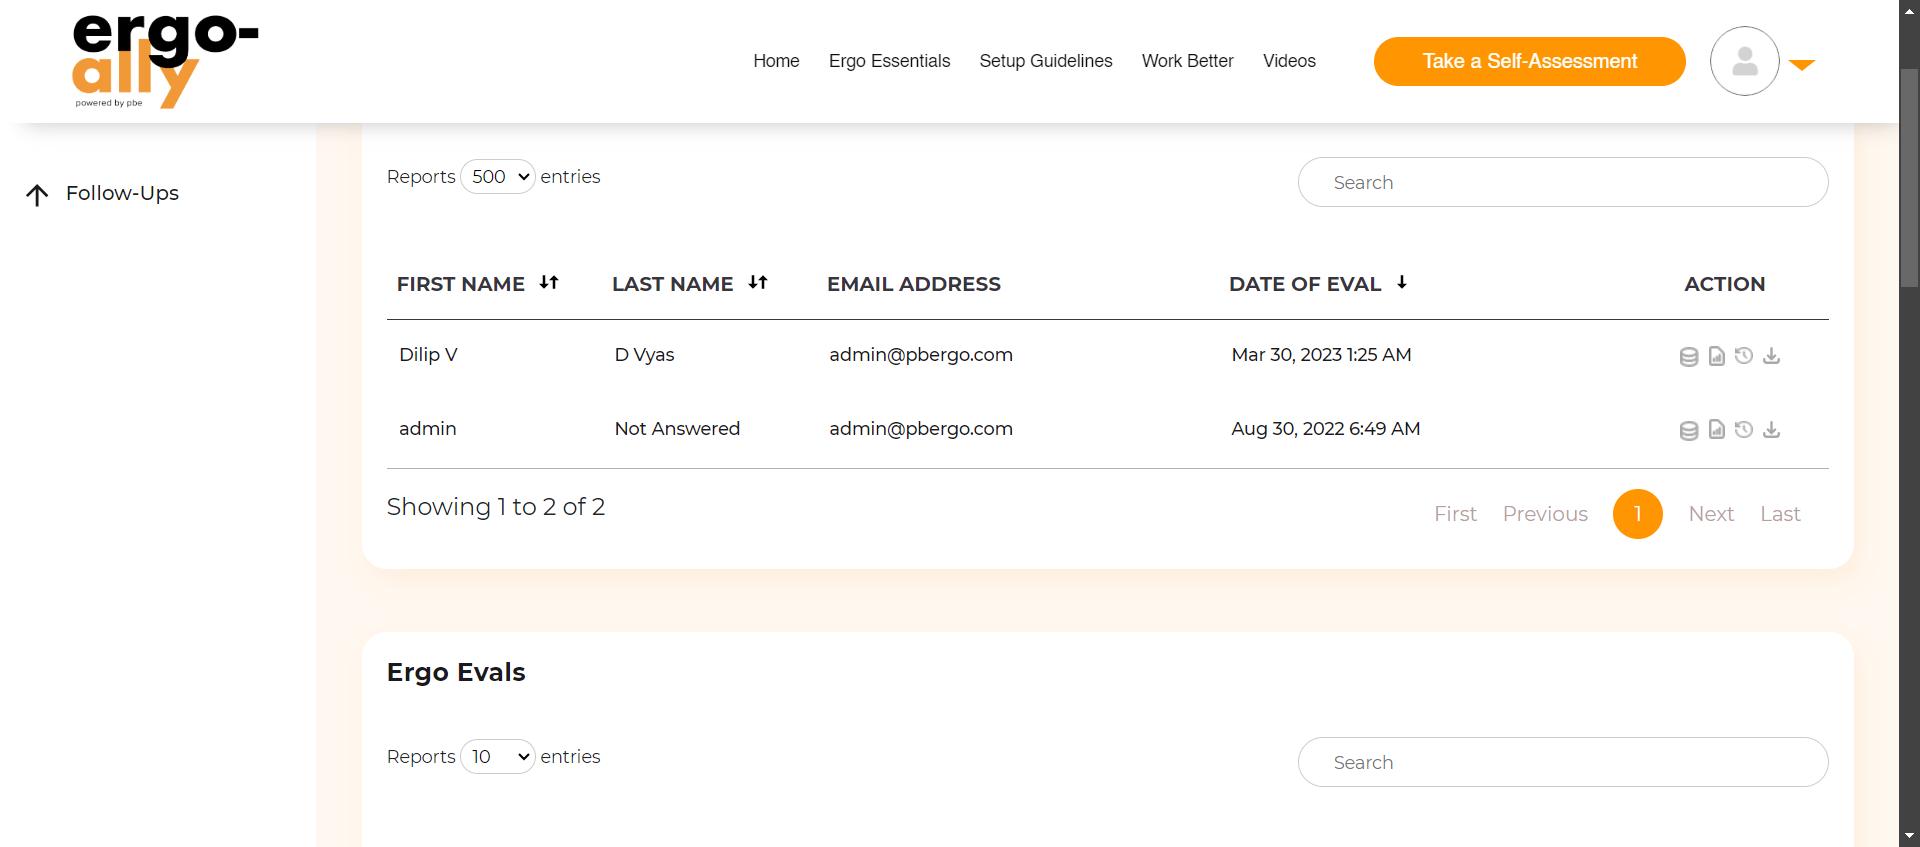 ergo-
ally
powered by pbe
Home Ergo Essentials Setup Guidelines Work Better Videos Take a Self-Assessment
Follow-Ups
Reports 500 entries Search
FIRST NAME LAST NAME EMAIL ADDRESS DATE OF EVAL ACTION
Dilip V D Vyas admin@pbergo.com Mar 30, 2023 1:25 AM
admin Not Answered admin@pbergo.com Aug 30, 2022 6:49 AM
Showing 1 to 2 of 2
First Previous 1 Next Last
Ergo Evals
Reports 10 entries Search